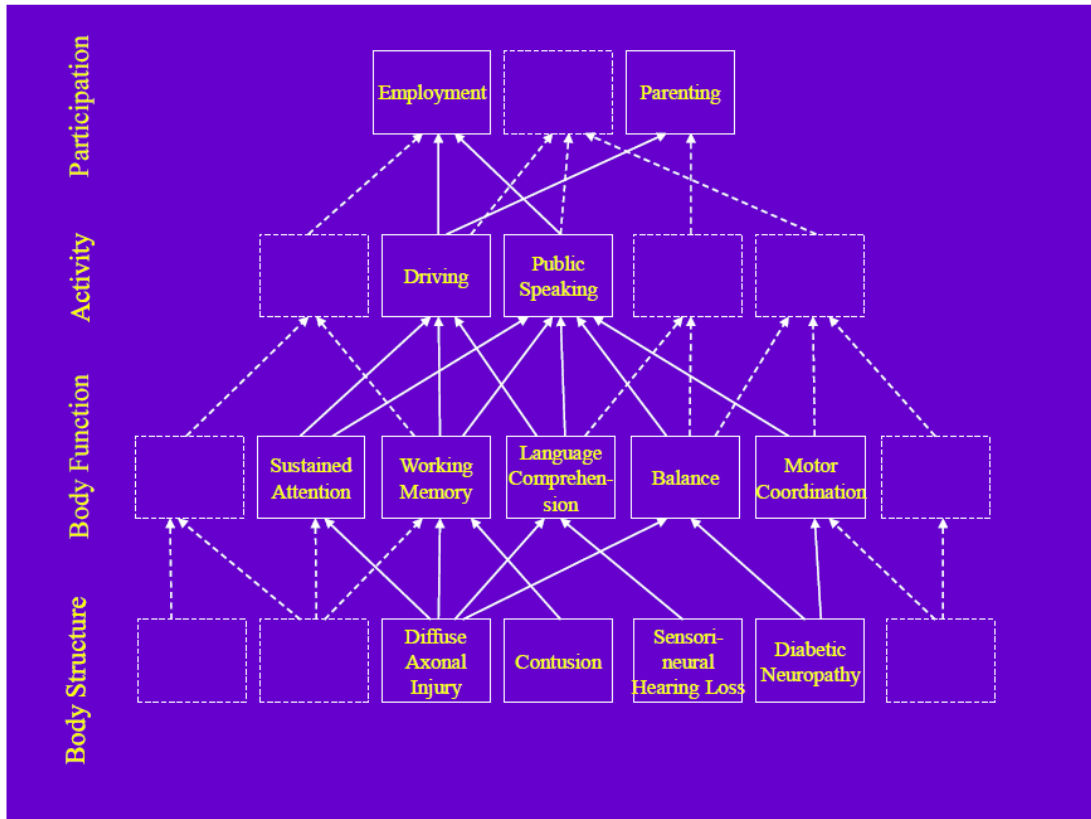 Participation
Employment
Parenting
Activity
Driving
Public
Speaking
Body Function
Sustained
Attention
Working
Memory
Language
Comprehen-
sion
Balance
Motor
Coordination
Body Structure
Diffuse
Axonal
Injury
Contusion
Sensori-
neural
Hearing Loss
Diabetic
Neuropathy